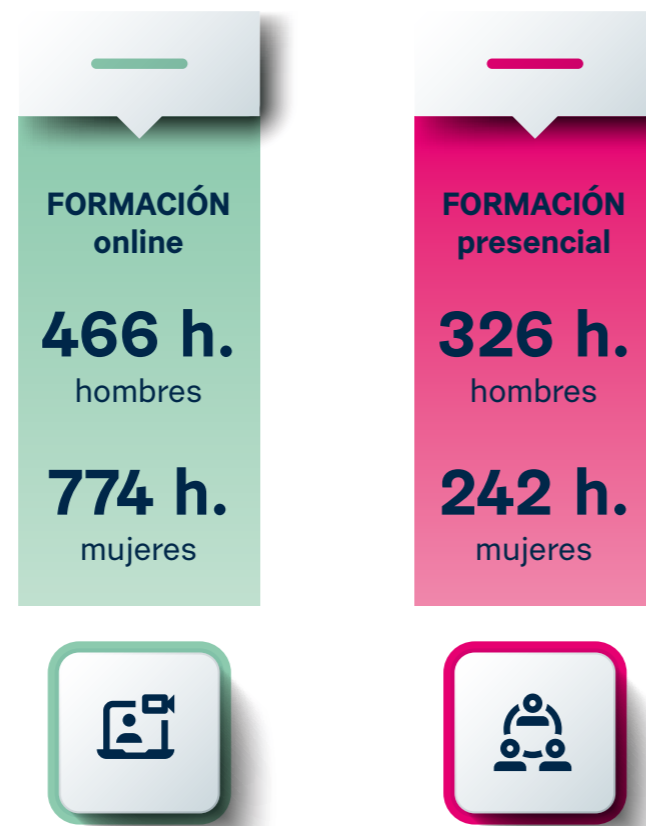 FORMACIÓN
online
466 h.
hombres
774 h.
mujeres
FORMACIÓN
presencial
326 h.
hombres
242 h.
mujeres